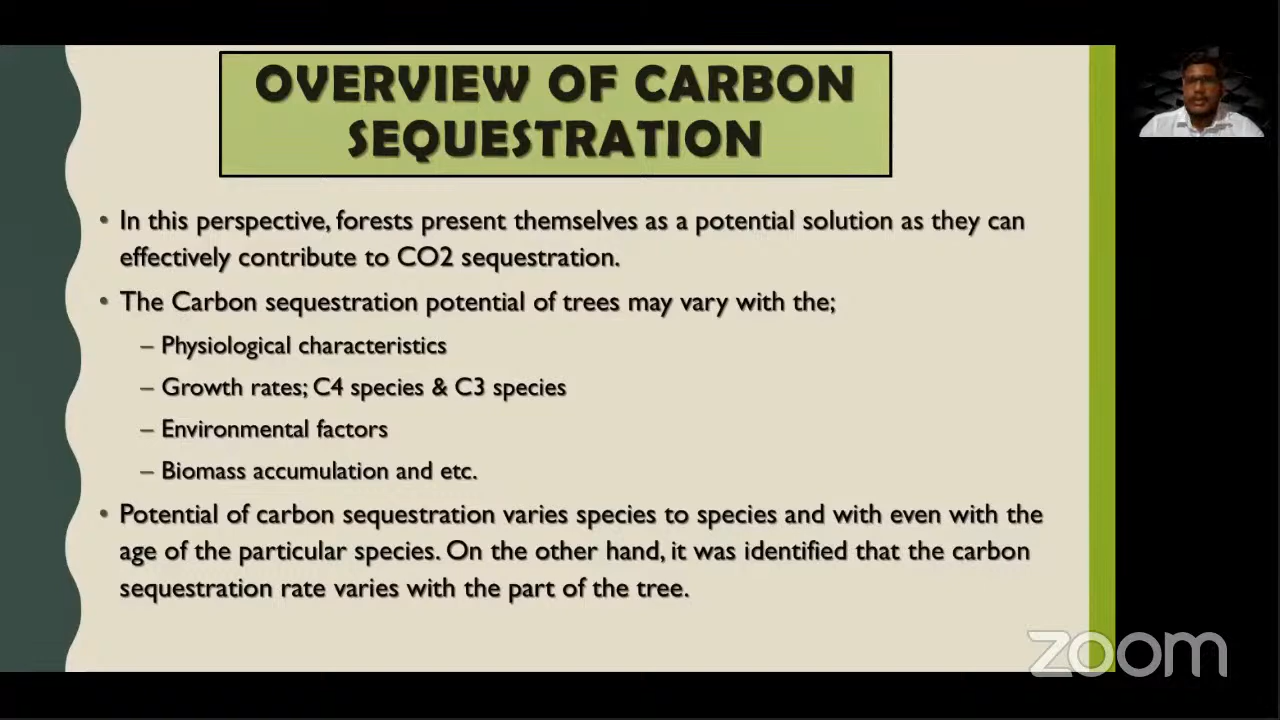 OVERVIEW OF CARBON
SEQUESTRATION
• In this perspective, forests present themselves as a potential solution as they can
effectively contribute to CO2 sequestration.
• The Carbon sequestration potential of trees may vary with the;
– Physiological characteristics
– Growth rates; C4 species & C3 species
– Environmental factors
– Biomass accumulation and etc.
• Potential of carbon sequestration varies species to species and with even with the
age of the particular species. On the other hand, it was identified that the carbon
sequestration rate varies with the part of the tree.
zoom